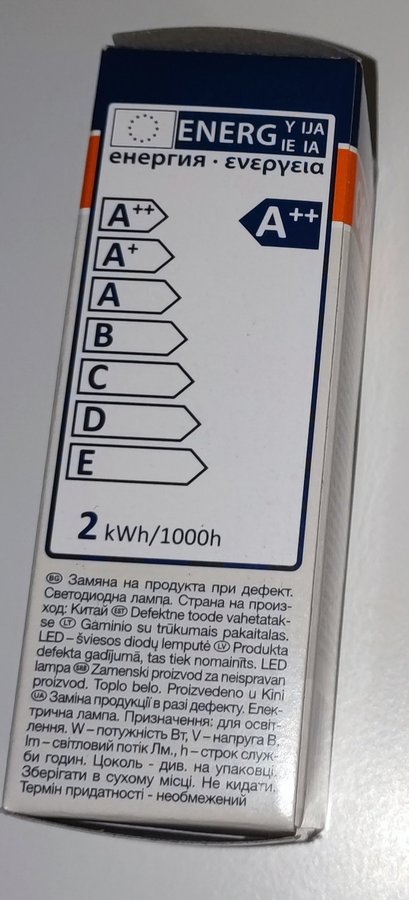 ENERG Y IJA
IE IA
енергия · ενεργεια
A++ A++
A+
A
B
C
D
E
2 kWh/1000h
BG Замяна на продукта при дефект.
Светодиодна лампа. Страна на произ-
ход: Китай EST Defektne toode vahetatak-
se LT Gaminio su trūkumais pakaitalas.
LED – šviesos diodų lemputė LV Produkta
defekta gadījumā, tas tiek nomainīts. LED
lampa SRB Zamenski proizvod za neispravan
proizvod. Toplo belo. Proizvedeno u Kini
UA Заміна продукції в разі дефекту. Елек-
трична лампа. Призначення: для освіт-
лення. W – потужність Вт, V – напруга В,
lm – світловий потік Лм., h – строк служ-
би годин. Цоколь - див. на упаковці.
Зберігати в сухому місці. Не кидати.
Термін придатності - необмежений